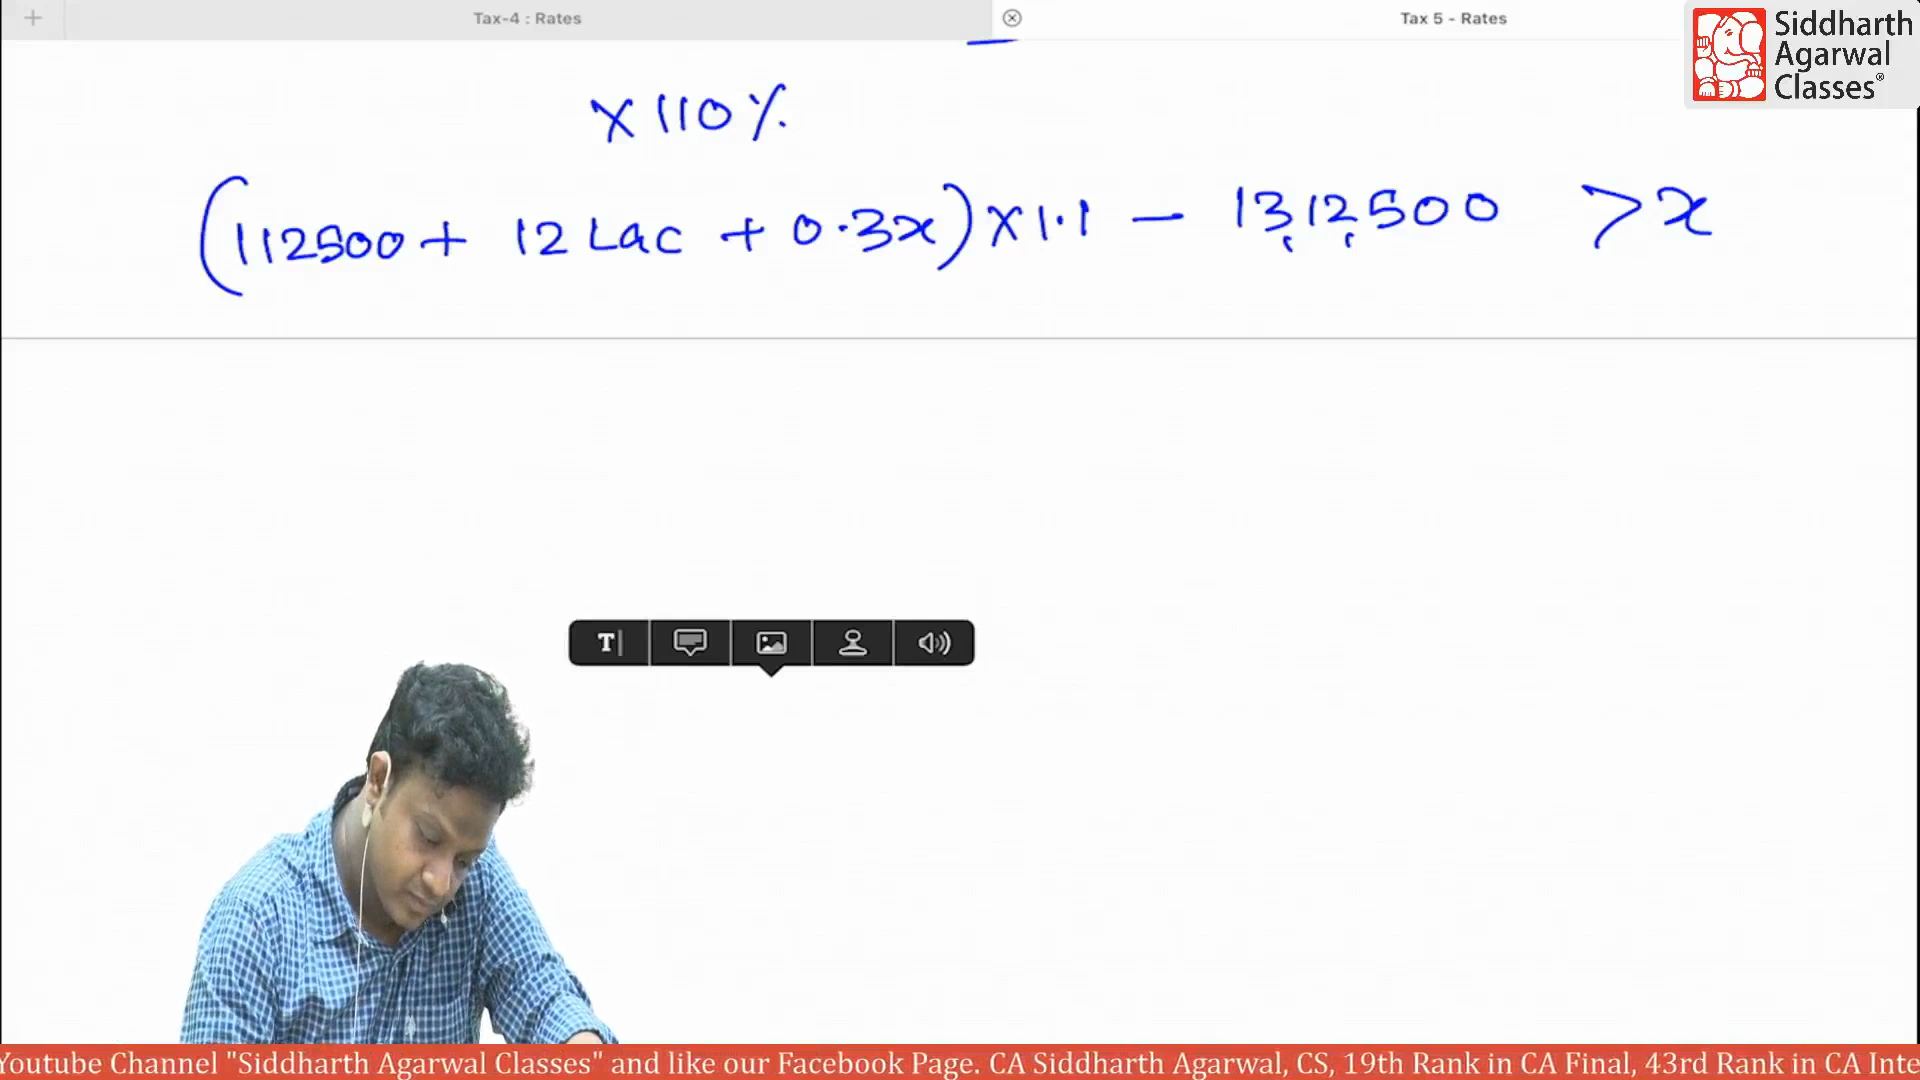 Tax-4 : Rates
Tax 5 - Rates
Siddharth
Agarwal
Classes®
x 110 %
(112500 + 12 Lac + 0.3x) x 1.1 - 13,12,500 > x
T
Youtube Channel "Siddharth Agarwal Classes" and like our Facebook Page. CA Siddharth Agarwal, CS, 19th Rank in CA Final, 43rd Rank in CA Inte